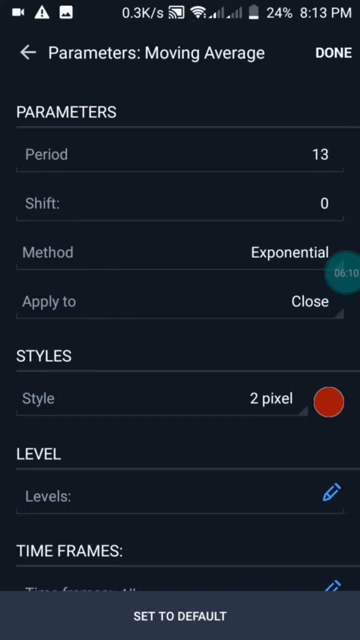 0.3K/s 24% 8:13 PM
Parameters: Moving Average DONE
PARAMETERS
Period 13
Shift: 0
Method Exponential
06:10
Apply to Close
STYLES
Style 2 pixel
LEVEL
Levels:
TIME FRAMES:
SET TO DEFAULT